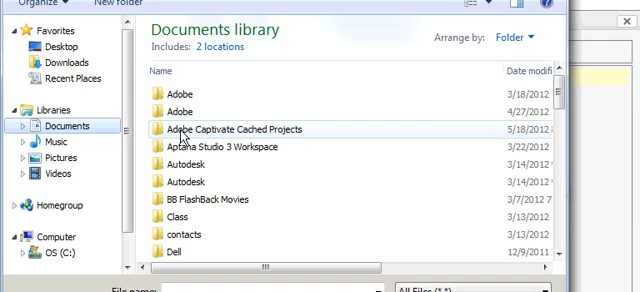 Organize New folder
Documents library
Includes: 2 locations
Arrange by: Folder
Name Date modifi
Favorites
Desktop
Downloads
Recent Places
Libraries
Documents
Music
Pictures
Videos
Homegroup
Computer
OS (C:)
Adobe 3/18/2012
Adobe 4/27/2012
Adobe Captivate Cached Projects 5/18/2012
Aptana Studio 3 Workspace 3/22/2012
Autodesk 3/14/2012
Autodesk 3/14/2012
BB FlashBack Movies 3/7/2012 7
Class 3/13/2012
contacts 3/13/2012
Dell 12/9/2011
File name: All Files (*.*)